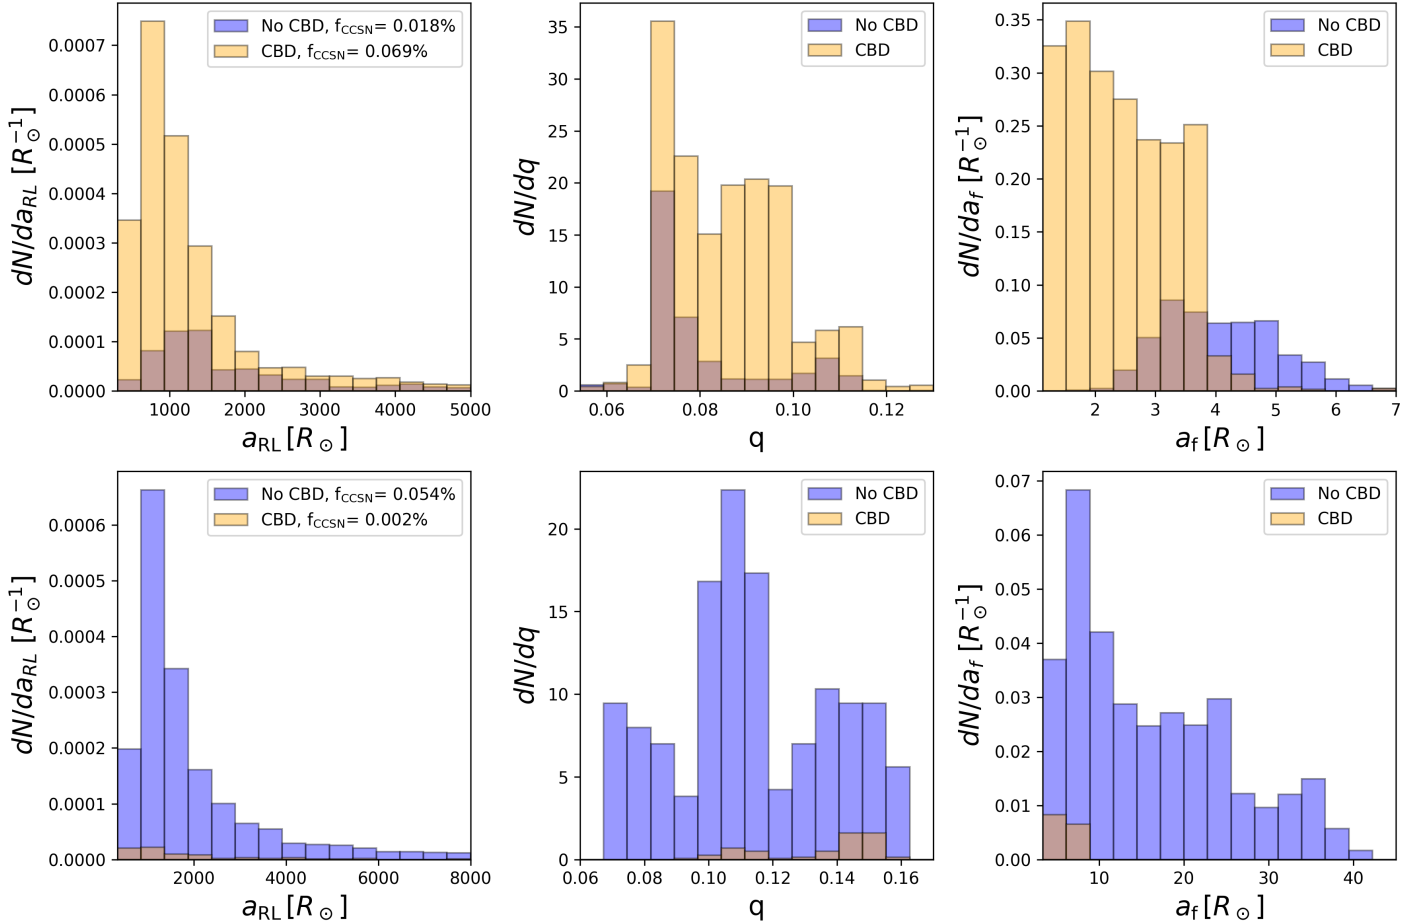 No CBD, fCCSN= 0.018%
CBD, fCCSN= 0.069%
dN/daRL [R⊙⁻¹]
0.0007
0.0006
0.0005
0.0004
0.0003
0.0002
0.0001
0.0000
1000 2000 3000 4000 5000
aRL [R⊙]
No CBD
CBD
dN/dq
35
30
25
20
15
10
5
0
0.06 0.08 0.10 0.12
q
No CBD
CBD
dN/daf [R⊙⁻¹]
0.35
0.30
0.25
0.20
0.15
0.10
0.05
0.00
2 3 4 5 6 7
af [R⊙]
No CBD, fCCSN= 0.054%
CBD, fCCSN= 0.002%
dN/daRL [R⊙⁻¹]
0.0006
0.0005
0.0004
0.0003
0.0002
0.0001
0.0000
2000 4000 6000 8000
aRL [R⊙]
No CBD
CBD
dN/dq
20
15
10
5
0
0.06 0.08 0.10 0.12 0.14 0.16
q
No CBD
CBD
dN/daf [R⊙⁻¹]
0.07
0.06
0.05
0.04
0.03
0.02
0.01
0.00
10 20 30 40
af [R⊙]